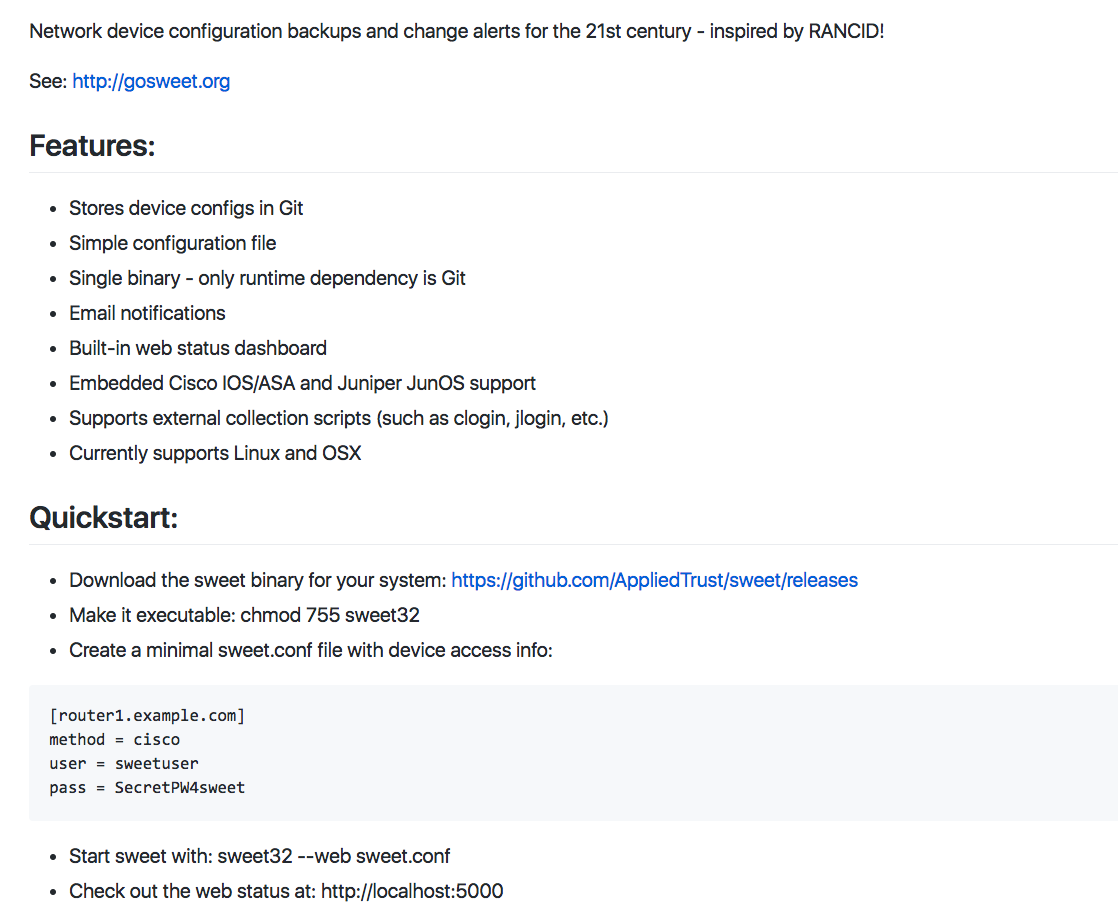 Network device configuration backups and change alerts for the 21st century - inspired by RANCID!
See: http://gosweet.org
Features:
• Stores device configs in Git
• Simple configuration file
• Single binary - only runtime dependency is Git
• Email notifications
• Built-in web status dashboard
• Embedded Cisco IOS/ASA and Juniper JunOS support
• Supports external collection scripts (such as clogin, jlogin, etc.)
• Currently supports Linux and OSX
Quickstart:
• Download the sweet binary for your system: https://github.com/AppliedTrust/sweet/releases
• Make it executable: chmod 755 sweet32
• Create a minimal sweet.conf file with device access info:
[router1.example.com]
method = cisco
user = sweetuser
pass = SecretPW4sweet
• Start sweet with: sweet32 --web sweet.conf
• Check out the web status at: http://localhost:5000